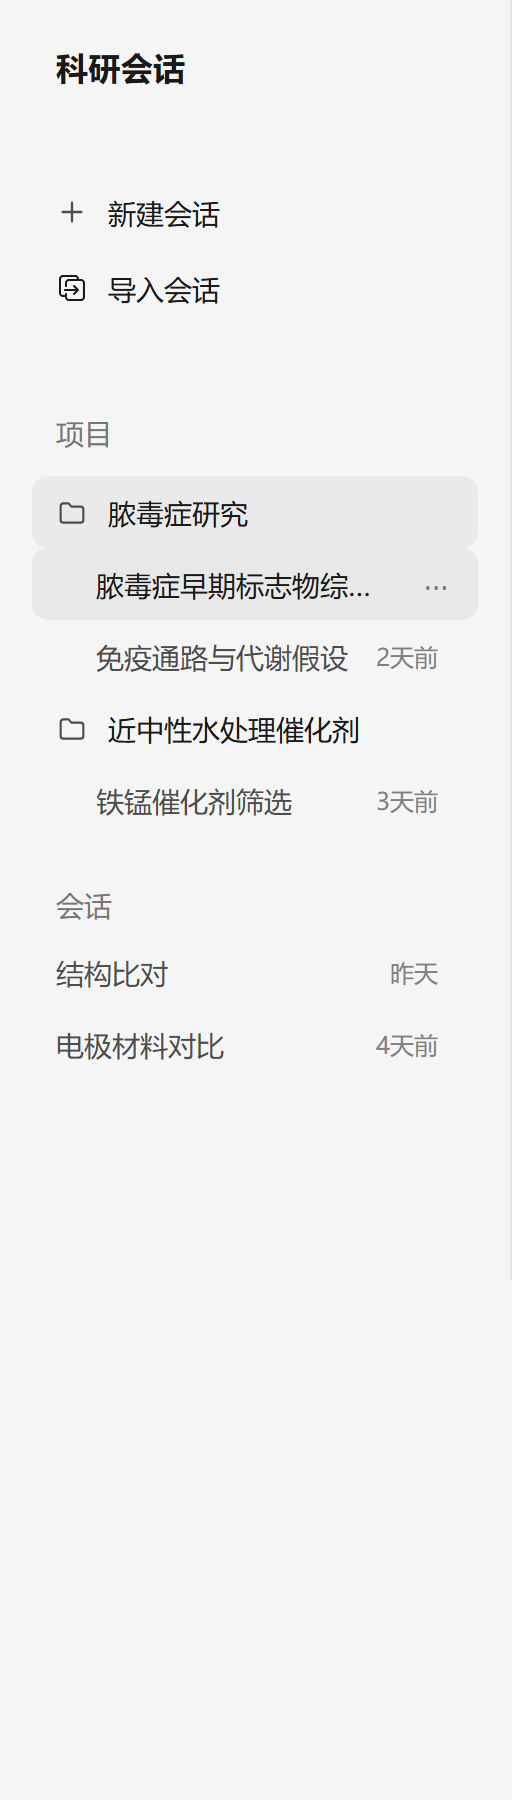 科研会话
新建会话
导入会话
项目
脓毒症研究
脓毒症早期标志物综... ...
免疫通路与代谢假设 2天前
近中性水处理催化剂
铁锰催化剂筛选 3天前
会话
结构比对 昨天
电极材料对比 4天前